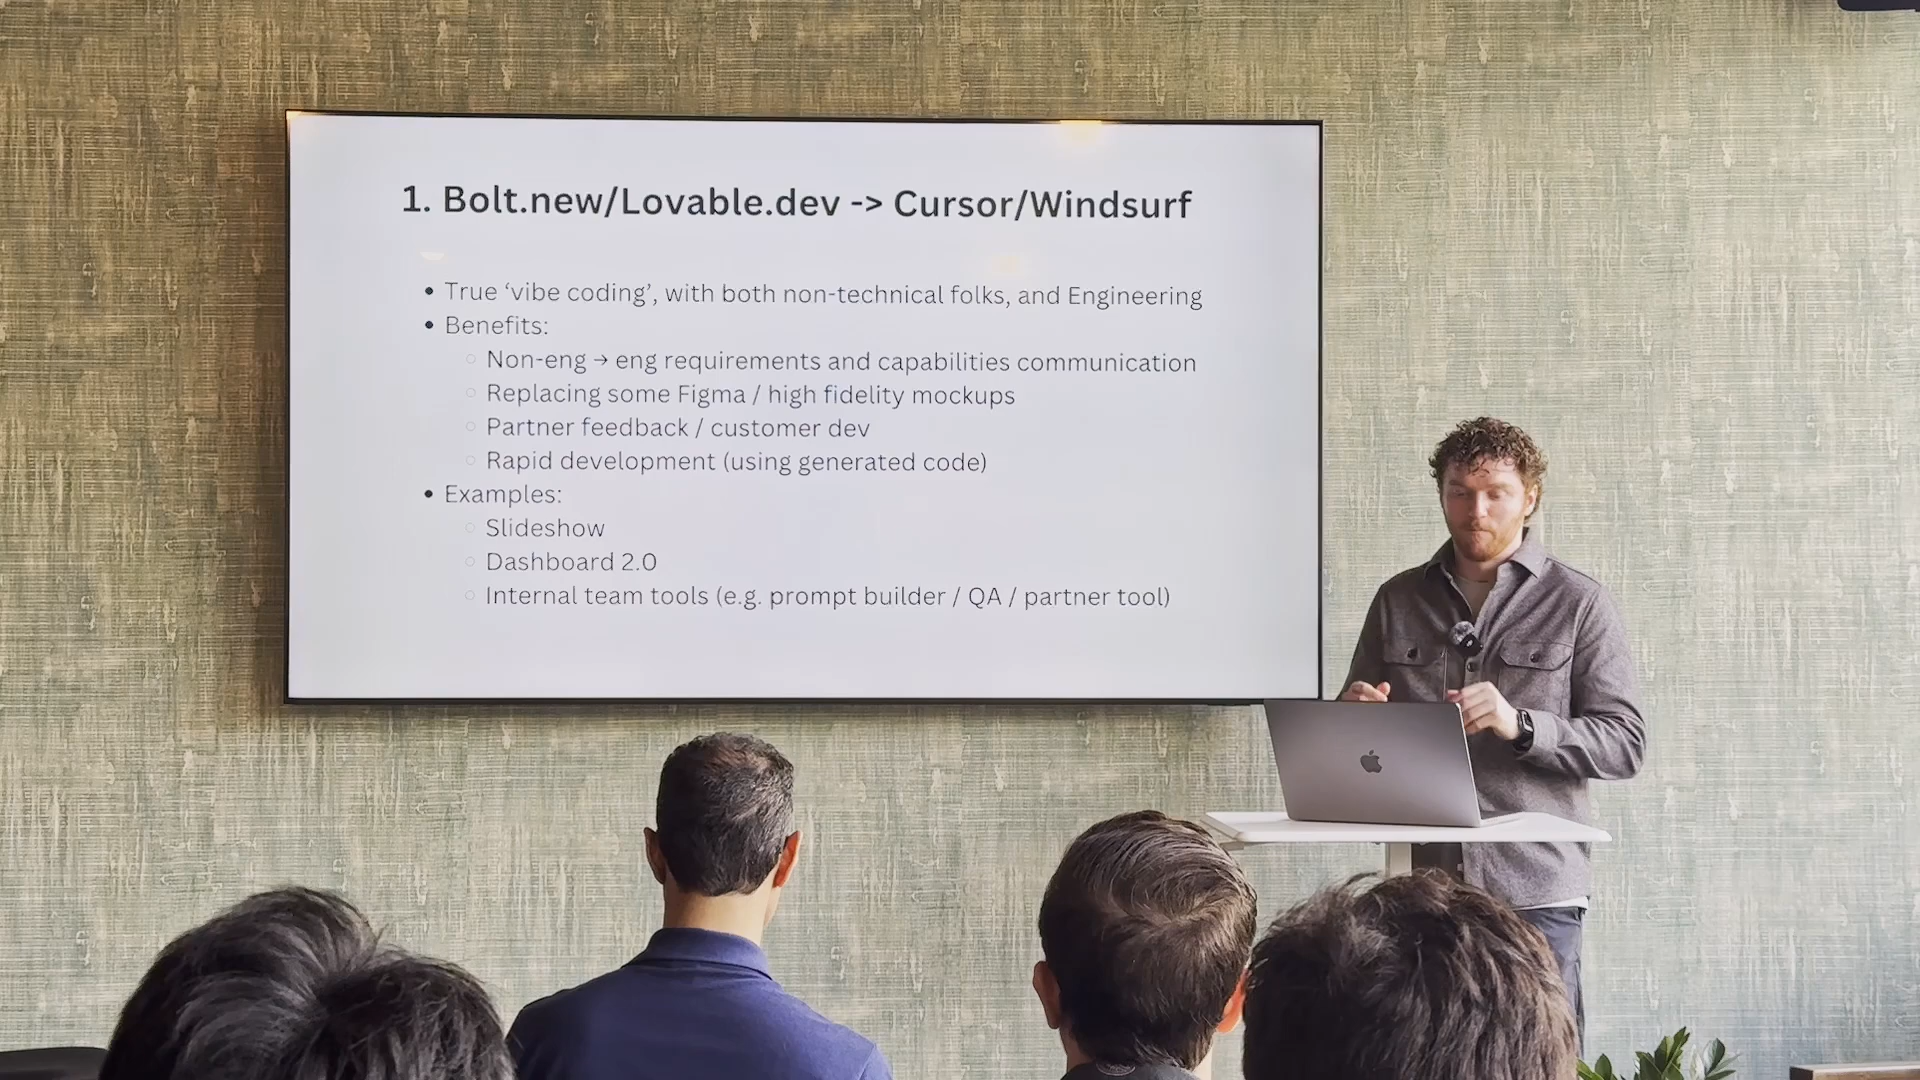 1. Bolt.new/Lovable.dev -> Cursor/Windsurf
• True ‘vibe coding’, with both non-technical folks, and Engineering
• Benefits:
○ Non-eng → eng requirements and capabilities communication
○ Replacing some Figma / high fidelity mockups
○ Partner feedback / customer dev
○ Rapid development (using generated code)
• Examples:
○ Slideshow
○ Dashboard 2.0
○ Internal team tools (e.g. prompt builder / QA / partner tool)